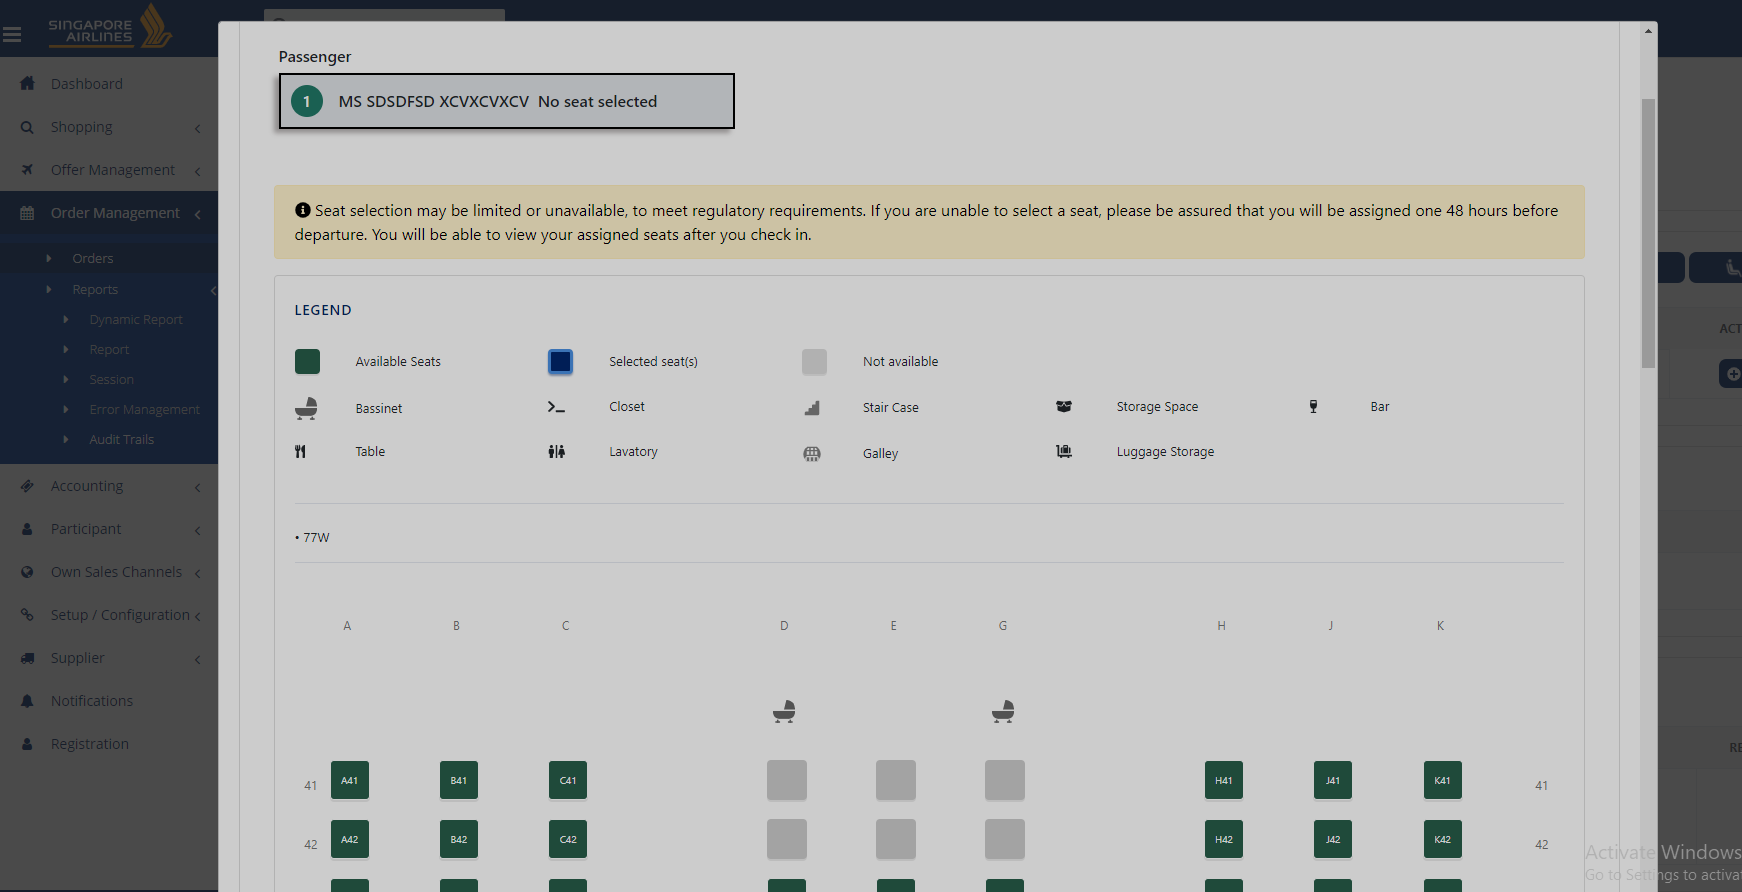 SINGAPORE
AIRLINES
Dashboard
Shopping
Offer Management
Order Management
Orders
Reports
Dynamic Report
Report
Session
Error Management
Audit Trails
Accounting
Participant
Own Sales Channels
Setup / Configuration
Supplier
Notifications
Registration
Passenger
1 MS SDSDFSD XCVXCVXCV No seat selected
Seat selection may be limited or unavailable, to meet regulatory requirements. If you are unable to select a seat, please be assured that you will be assigned one 48 hours before
departure. You will be able to view your assigned seats after you check in.
LEGEND
Available Seats Selected seat(s) Not available
Bassinet Closet Stair Case Storage Space Bar
Table Lavatory Galley Luggage Storage
• 77W
A B C D E G H J K
41 A41 B41 C41 H41 J41 K41 41
42 A42 B42 C42 H42 J42 K42 42
ACT
RE
Activate Windows
Go to Settings to activa